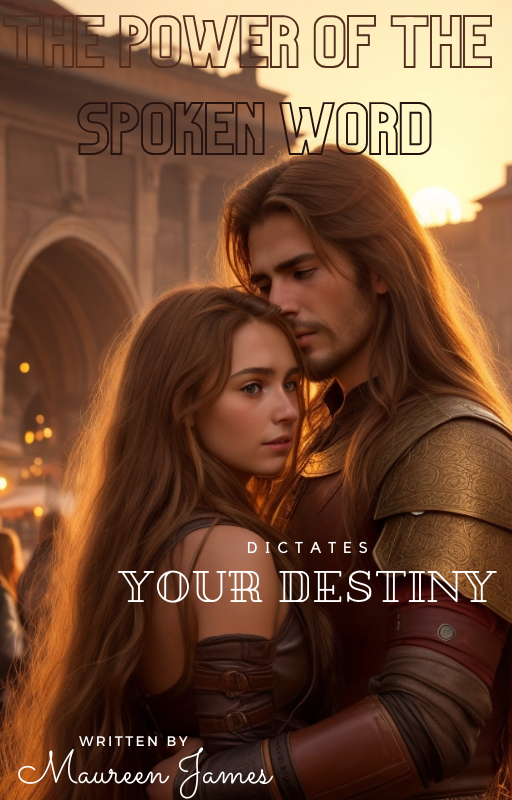 THE POWER OF THE
SPOKEN WORD
DICTATES
YOUR DESTINY
WRITTEN BY
Maureen James